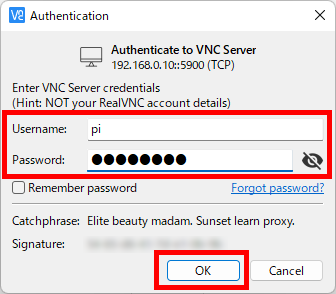 Authentication
Authenticate to VNC Server
192.168.0.10::5900 (TCP)
Enter VNC Server credentials
(Hint: NOT your RealVNC account details)
Username: pi
Password: ●●●●●●●●
Remember password Forgot password?
Catchphrase: Elite beauty madam. Sunset learn proxy.
Signature:
OK Cancel